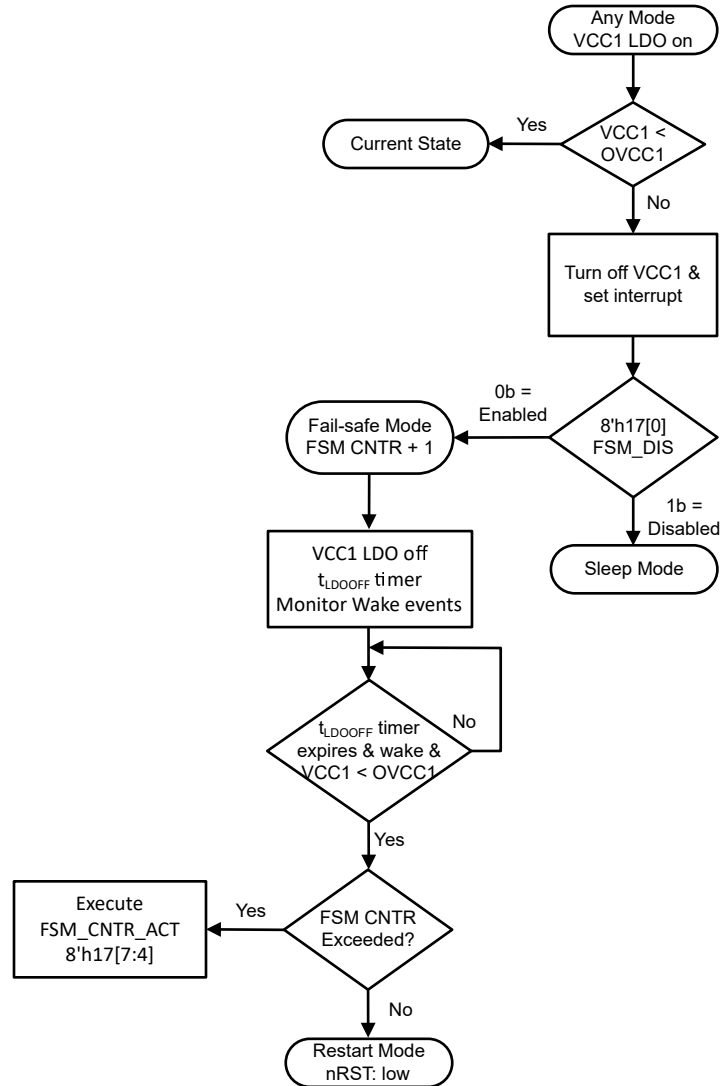 Any Mode
VCC1 LDO on
Yes
Current State
VCC1 <
OVCC1
No
Turn off VCC1 &
set interrupt
0b =
Enabled
Fail-safe Mode
FSM CNTR + 1
8'h17[0]
FSM_DIS
1b =
Disabled
Sleep Mode
VCC1 LDO off
tLDOOFF timer
Monitor Wake events
tLDOOFF timer
expires & wake &
VCC1 < OVCC1
No
Yes
Execute
FSM_CNTR_ACT
8'h17[7:4]
Yes
FSM CNTR
Exceeded?
No
Restart Mode
nRST: low